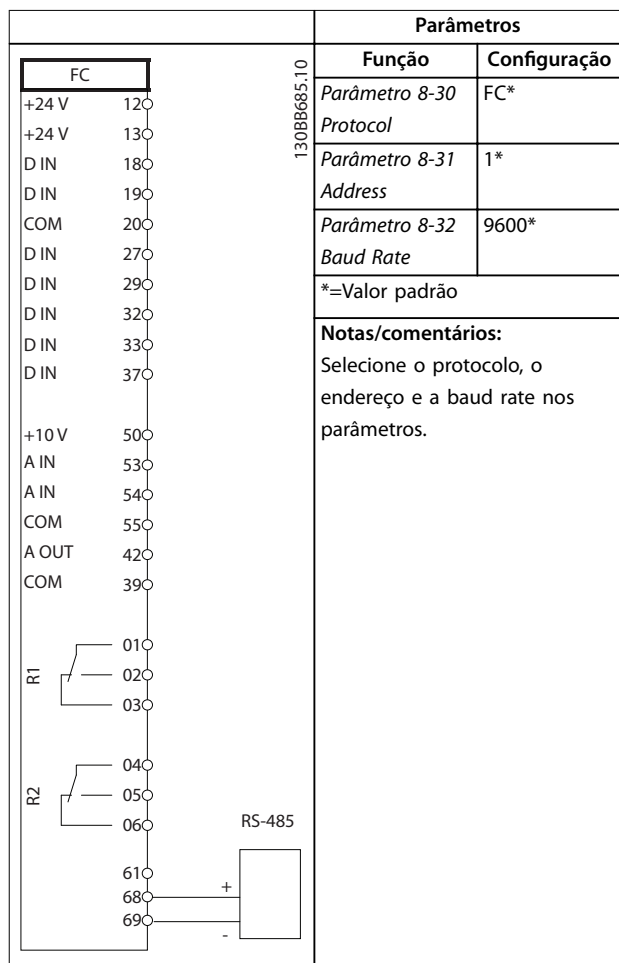 FC
+24 V 12
+24 V 13
D IN 18
D IN 19
COM 20
D IN 27
D IN 29
D IN 32
D IN 33
D IN 37
+10 V 50
A IN 53
A IN 54
COM 55
A OUT 42
COM 39
R1
01
02
03
R2
04
05
06
RS-485
61
68 +
69 -
130BB685.10
Parâmetros
Função Configuração
Parâmetro 8-30 FC*
Protocol
Parâmetro 8-31 1*
Address
Parâmetro 8-32 9600*
Baud Rate
*=Valor padrão
Notas/comentários:
Selecione o protocolo, o
endereço e a baud rate nos
parâmetros.